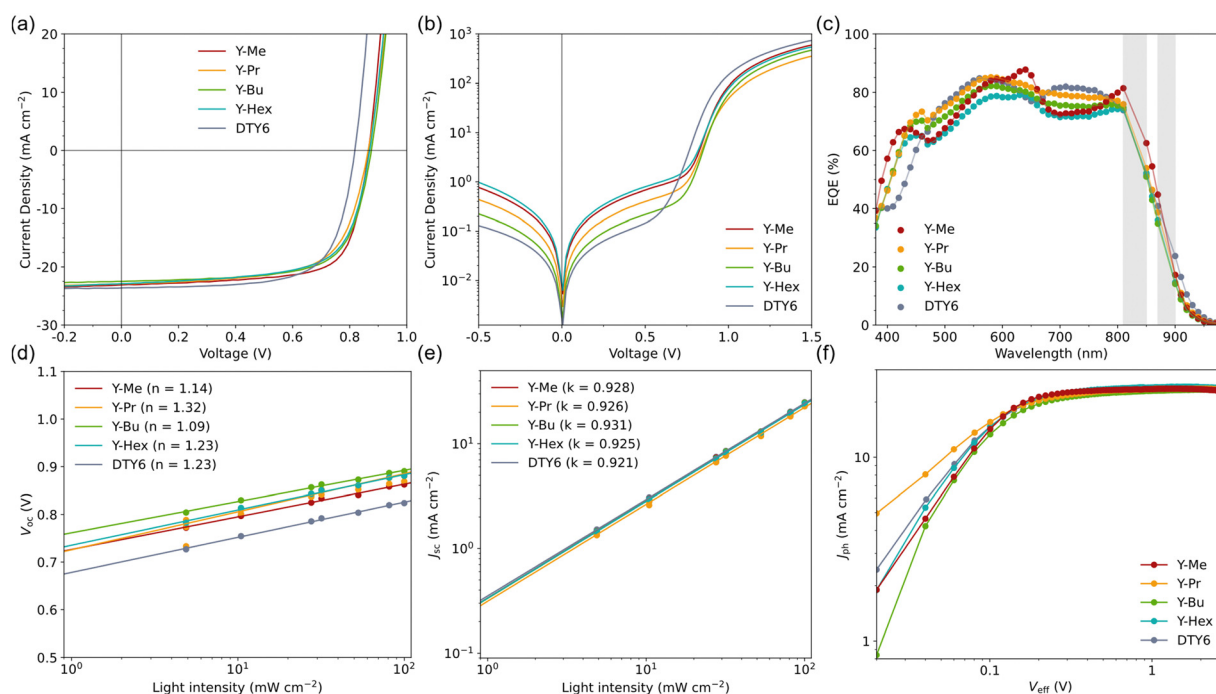 (a)
20
10
0
−10
−20
−30
Current Density (mA cm⁻²)
Y-Me
Y-Pr
Y-Bu
Y-Hex
DTY6
−0.2
0.0
0.2
0.4
0.6
0.8
1.0
Voltage (V)
(b)
10³
10²
10¹
10⁰
10⁻¹
10⁻²
Current Density (mA cm⁻²)
Y-Me
Y-Pr
Y-Bu
Y-Hex
DTY6
−0.5
0.0
0.5
1.0
1.5
Voltage (V)
(c)
100
80
60
40
20
0
EQE (%)
Y-Me
Y-Pr
Y-Bu
Y-Hex
DTY6
400
500
600
700
800
900
Wavelength (nm)
(d)
1.1
1.0
0.9
0.8
0.7
0.6
0.5
Voc (V)
Y-Me (n = 1.14)
Y-Pr (n = 1.32)
Y-Bu (n = 1.09)
Y-Hex (n = 1.23)
DTY6 (n = 1.23)
10⁰
10¹
10²
Light intensity (mW cm⁻²)
(e)
10¹
10⁰
10⁻¹
Jsc (mA cm⁻²)
Y-Me (k = 0.928)
Y-Pr (k = 0.926)
Y-Bu (k = 0.931)
Y-Hex (k = 0.925)
DTY6 (k = 0.921)
10⁰
10¹
10²
Light intensity (mW cm⁻²)
(f)
10
1
Jph (mA cm⁻²)
Y-Me
Y-Pr
Y-Bu
Y-Hex
DTY6
0.1
1
Veff (V)